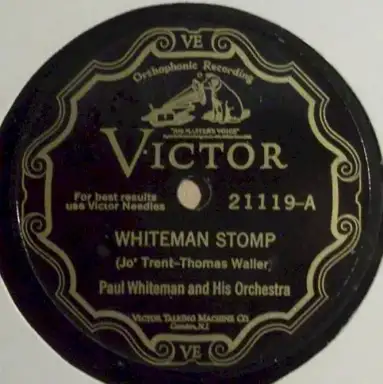 VE
Orthophonic Recording
"HIS MASTER'S VOICE"
VICTOR
For best results
use Victor Needles
21119-A
WHITEMAN STOMP
(Jo' Trent-Thomas Waller)
Paul Whiteman and His Orchestra
VICTOR TALKING MACHINE CO.
Camden, N.J.
VE